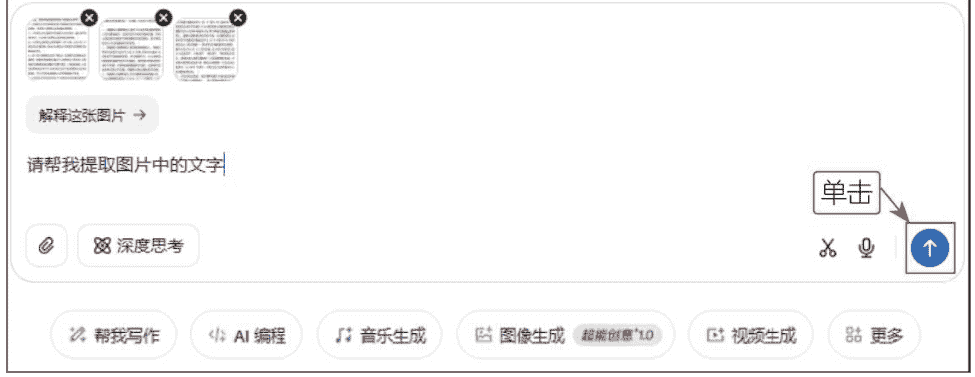 解释这张图片 →
请帮我提取图片中的文字
单击
深度思考
帮我写作
AI 编程
音乐生成
图像生成 超能创意1.0
视频生成
更多